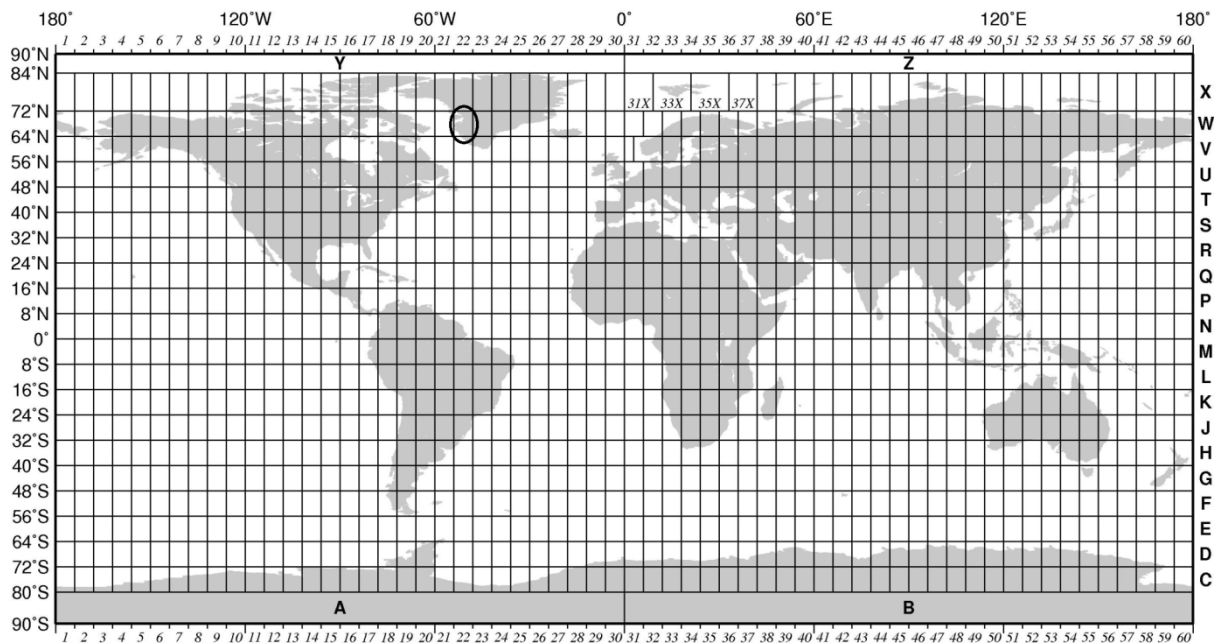 180° 120°W 60°W 0° 60°E 120°E 180°
1 2 3 4 5 6 7 8 9 10 11 12 13 14 15 16 17 18 19 20 21 22 23 24 25 26 27 28 29 30 31 32 33 34 35 36 37 38 39 40 41 42 43 44 45 46 47 48 49 50 51 52 53 54 55 56 57 58 59 60
90°N
Y Z
84°N
X
31X 33X 35X 37X
72°N
W
64°N
V
56°N
U
48°N
T
40°N
S
32°N
R
24°N
Q
16°N
P
8°N
N
0°
M
8°S
L
16°S
K
24°S
J
32°S
H
40°S
G
48°S
F
56°S
E
64°S
D
72°S
C
80°S
A B
90°S
1 2 3 4 5 6 7 8 9 10 11 12 13 14 15 16 17 18 19 20 21 22 23 24 25 26 27 28 29 30 31 32 33 34 35 36 37 38 39 40 41 42 43 44 45 46 47 48 49 50 51 52 53 54 55 56 57 58 59 60